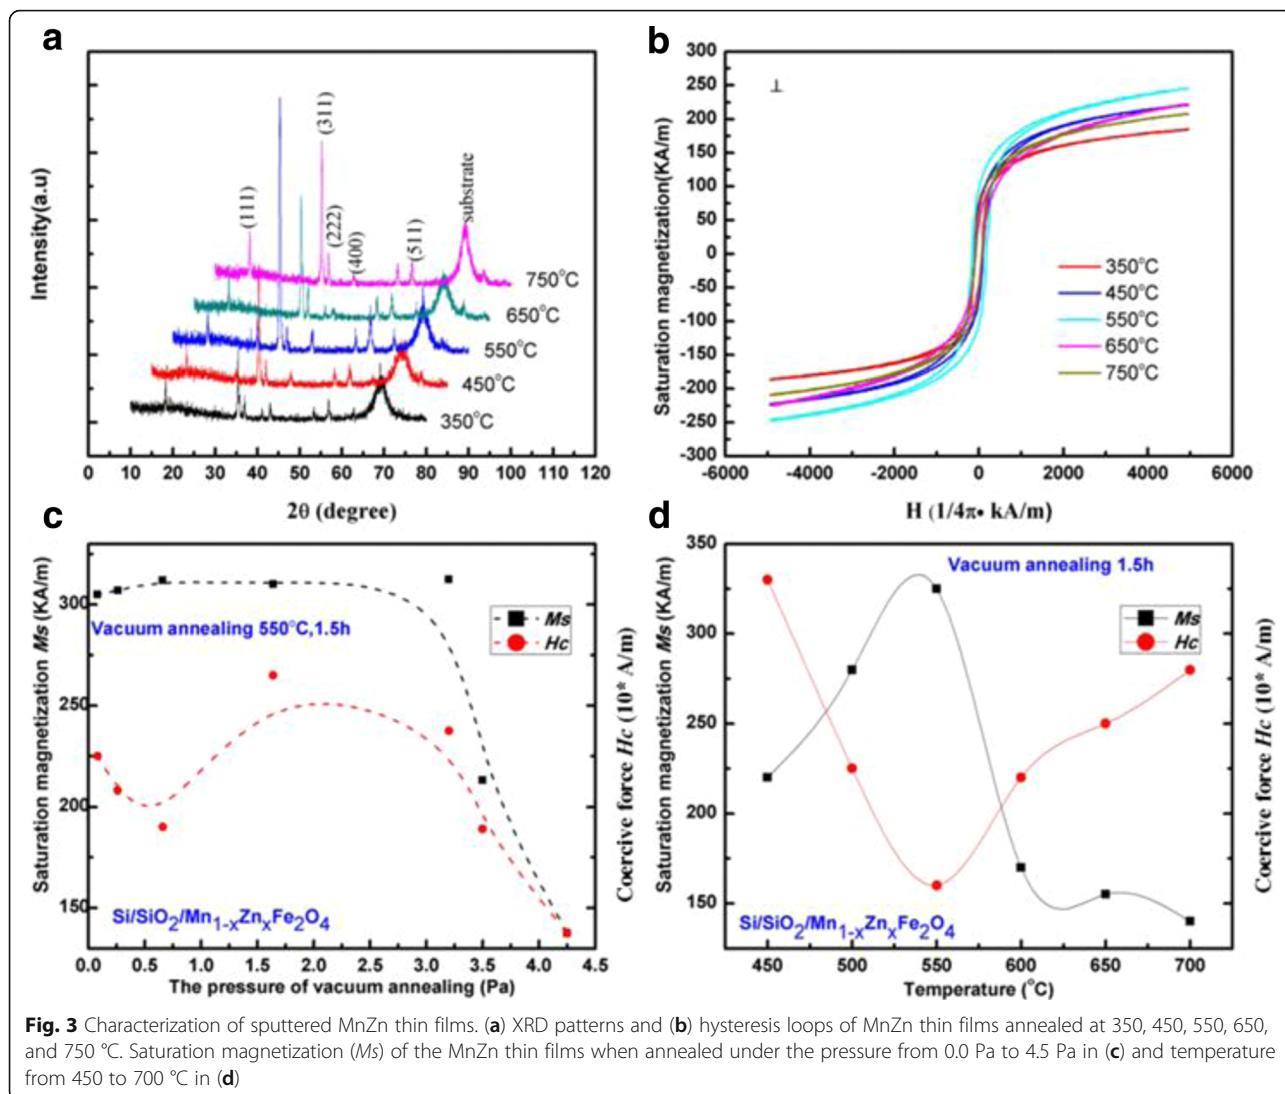 a
Intensity(a.u)
(111)
(311)
(222)
(400)
(511)
substrate
750°C
650°C
550°C
450°C
350°C
0 10 20 30 40 50 60 70 80 90 100 110 120
2θ (degree)
b
Saturation magnetization(KA/m)
300
250
200
150
100
50
0
-50
-100
-150
-200
-250
-300
⊥
350°C
450°C
550°C
650°C
750°C
-6000 -4000 -2000 0 2000 4000 6000
H (1/4π• kA/m)
c
Saturation magnetization Ms (KA/m)
300
250
200
150
Vacuum annealing 550°C,1.5h
Ms
Hc
Si/SiO2/Mn1-xZnxFe2O4
0.0 0.5 1.0 1.5 2.0 2.5 3.0 3.5 4.0 4.5
The pressure of vacuum annealing (Pa)
Coercive force Hc (10* A/m)
d
Saturation magnetization Ms (KA/m)
350
300
250
200
150
Vacuum annealing 1.5h
Ms
Hc
Si/SiO2/Mn1-xZnxFe2O4
450 500 550 600 650 700
Temperature (°C)
Coercive force Hc (10* A/m)
Fig. 3 Characterization of sputtered MnZn thin films. (a) XRD patterns and (b) hysteresis loops of MnZn thin films annealed at 350, 450, 550, 650,
and 750 °C. Saturation magnetization (Ms) of the MnZn thin films when annealed under the pressure from 0.0 Pa to 4.5 Pa in (c) and temperature
from 450 to 700 °C in (d)